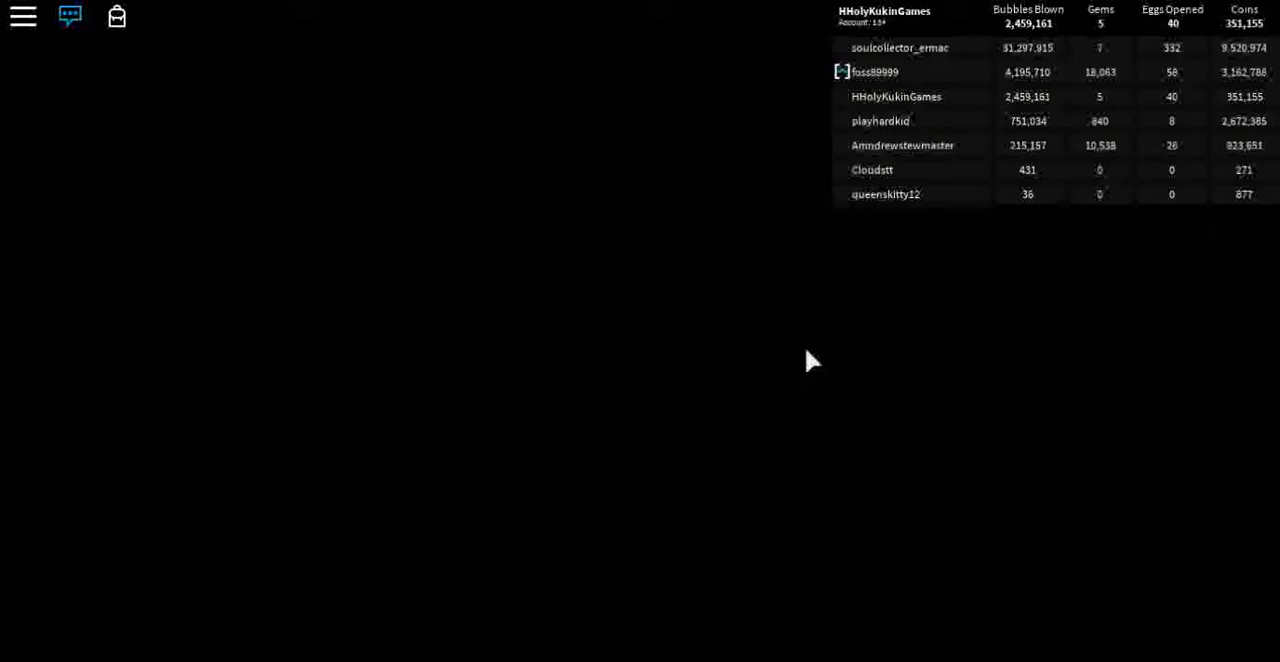 HHolyKukinGames Bubbles Blown Gems Eggs Opened Coins
Account: 13+ 2,459,161 5 40 351,155
soulcollector_ermac 31,297,915 7 332 9,520,974
foss89999 4,195,710 18,063 58 3,162,788
HHolyKukinGames 2,459,161 5 40 351,155
playhardkid 751,034 840 8 2,672,385
Amndrewstewmaster 215,157 10,538 28 923,651
Cloudstt 431 0 0 271
queenskitty12 36 0 0 877